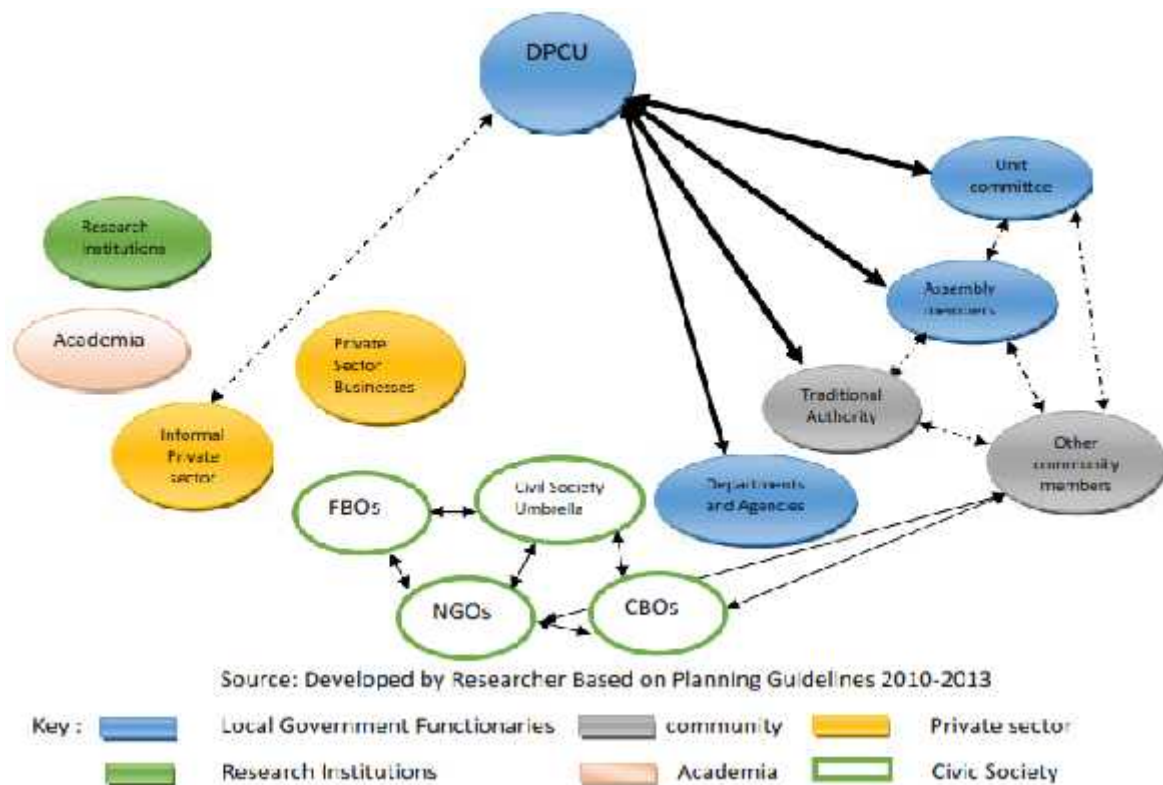 DPCU
Unit
committee
Research
Institutions
Assembly
members
Academia
Private
Sector
Businesses
Traditional
Authority
Informal
Private
sector
Other
community
members
Civil Society
Umbrella
Departments
and Agencies
FBOs
NGOs
CBOs
Source: Developed by Researcher Based on Planning Guidelines 2010-2013
Key : Local Government Functionaries community Private sector
Research Institutions Academia Civic Society